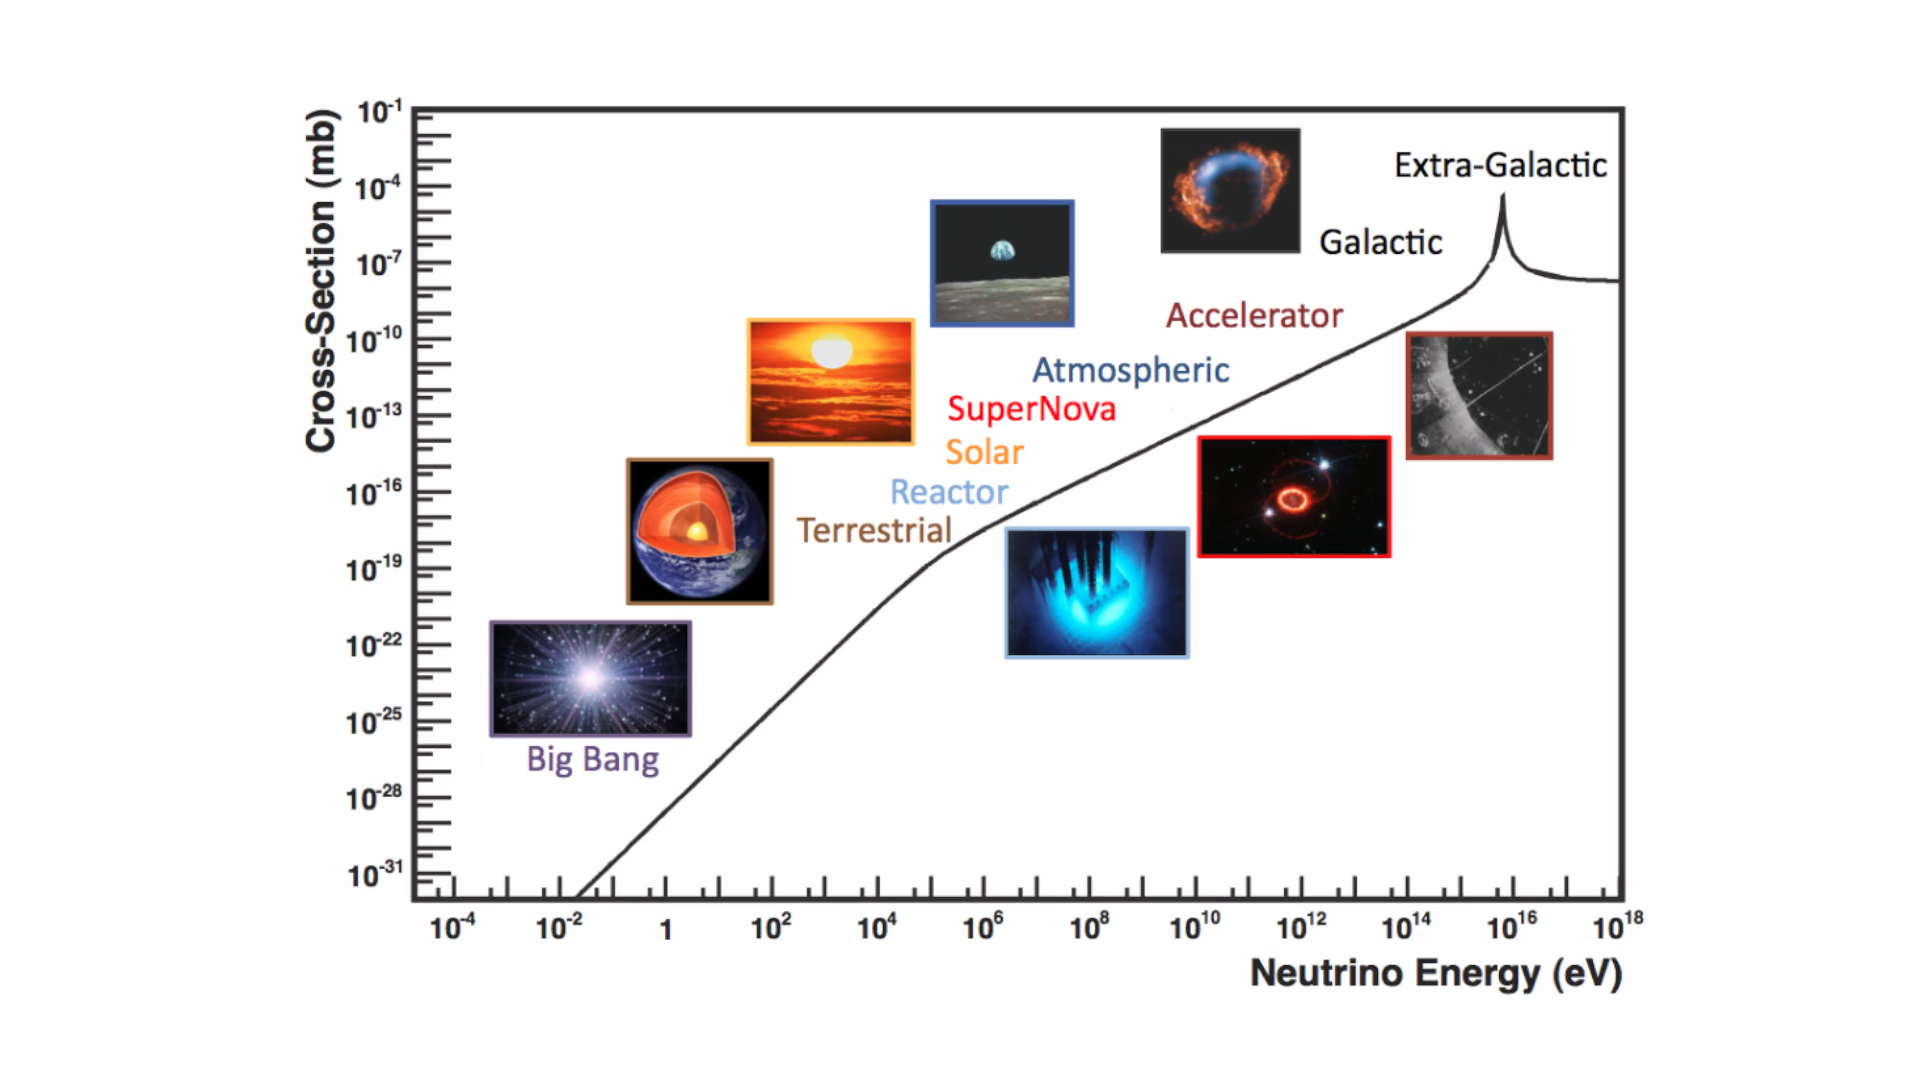 Cross-Section (mb)
10⁻¹
10⁻⁴
10⁻⁷
10⁻¹⁰
10⁻¹³
10⁻¹⁶
10⁻¹⁹
10⁻²²
10⁻²⁵
10⁻²⁸
10⁻³¹
Extra-Galactic
Galactic
Accelerator
Atmospheric
SuperNova
Solar
Reactor
Terrestrial
Big Bang
10⁻⁴ 10⁻² 1 10² 10⁴ 10⁶ 10⁸ 10¹⁰ 10¹² 10¹⁴ 10¹⁶ 10¹⁸
Neutrino Energy (eV)